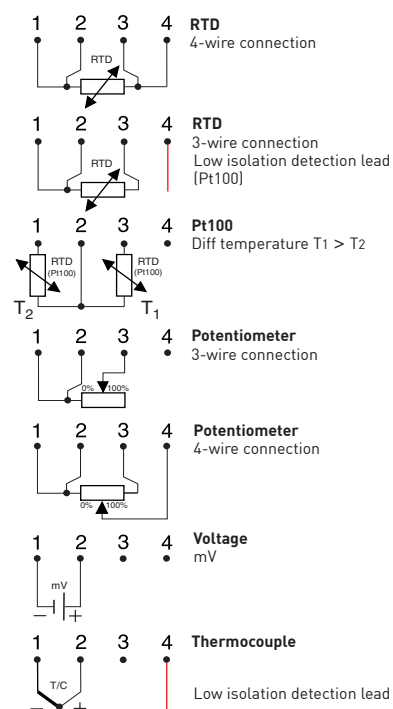 1 2 3 4 RTD
4-wire connection
RTD
1 2 3 4 RTD
3-wire connection
Low isolation detection lead
(Pt100)
RTD
1 2 3 4 Pt100
Diff temperature T1 > T2
RTD RTD
(Pt100) (Pt100)
T2 T1
1 2 3 4 Potentiometer
3-wire connection
0% 100%
1 2 3 4 Potentiometer
4-wire connection
0% 100%
1 2 3 4 Voltage
mV
mV
– +
1 2 3 4 Thermocouple
T/C
Low isolation detection lead
– +